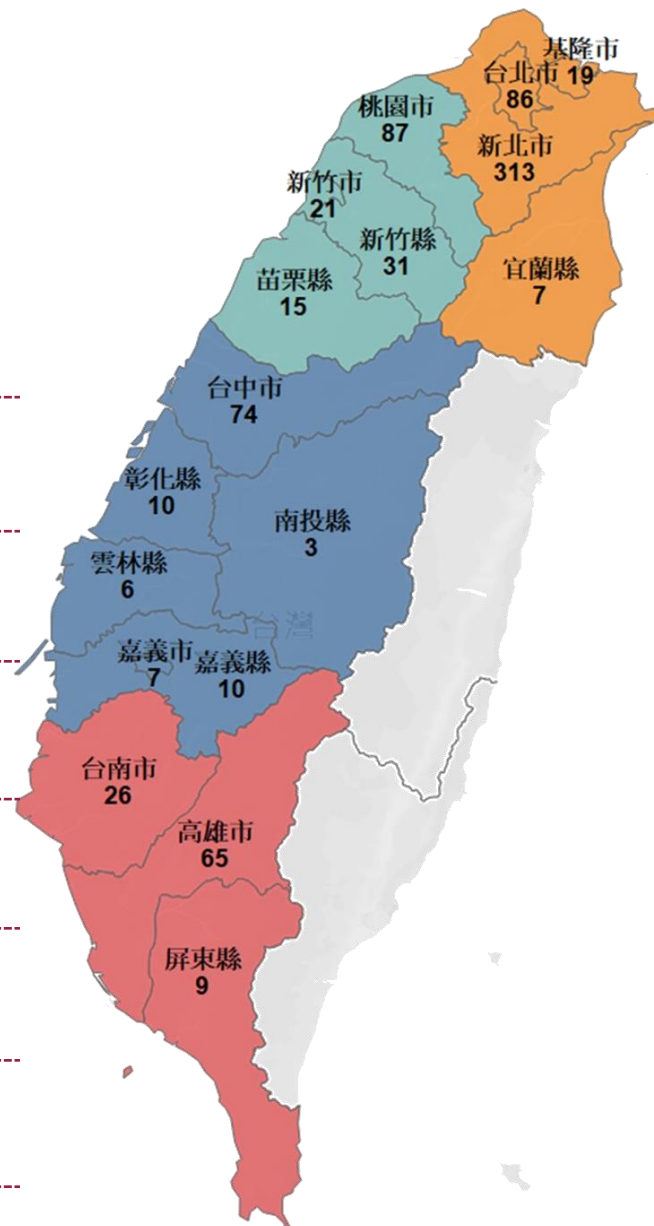 基隆市
19
台北市
86
桃園市
87
新北市
313
新竹市
21
新竹縣
31
宜蘭縣
7
苗栗縣
15
台中市
74
彰化縣
10
南投縣
3
雲林縣
6
台灣
嘉義市
7
嘉義縣
10
台南市
26
高雄市
65
屏東縣
9